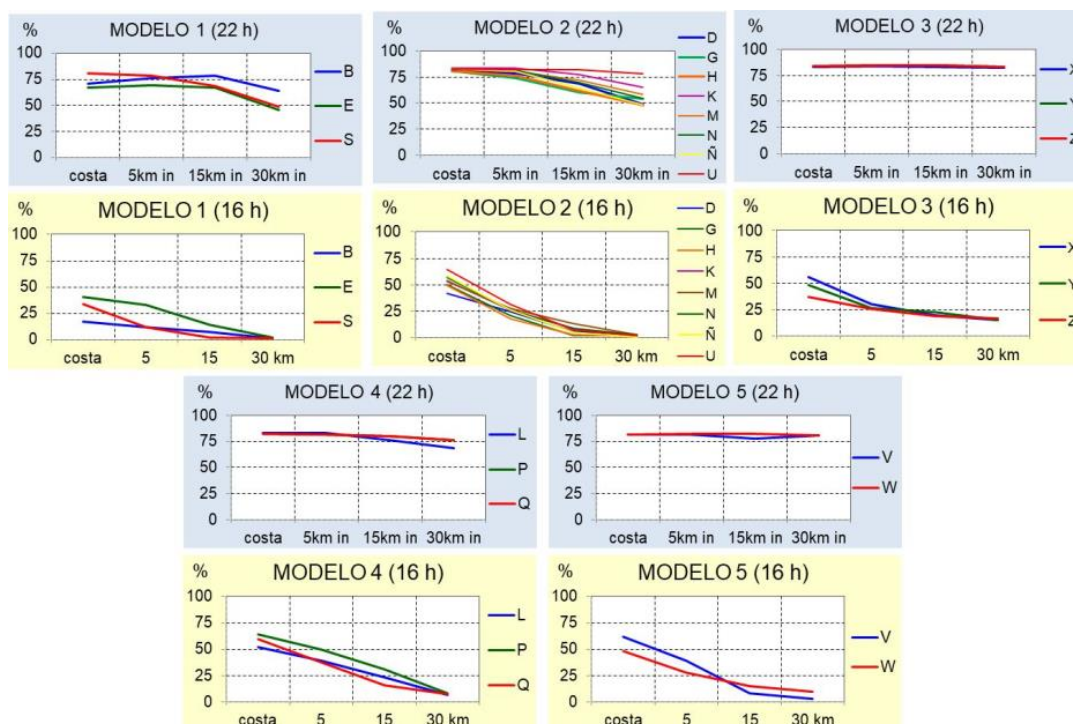 %
MODELO 1 (22 h)
100
75
50
25
0
costa
5km in
15km in
30km in
B
E
S
%
MODELO 2 (22 h)
100
75
50
25
0
costa
5km in
15km in
30km in
D
G
H
K
M
N
Ñ
U
%
MODELO 3 (22 h)
100
75
50
25
0
costa
5km in
15km in
30km in
X
Y
Z
%
MODELO 1 (16 h)
100
75
50
25
0
costa
5
15
30 km
B
E
S
%
MODELO 2 (16 h)
100
75
50
25
0
costa
5
15
30 km
D
G
H
K
M
N
Ñ
U
%
MODELO 3 (16 h)
100
75
50
25
0
costa
5
15
30 km
X
Y
Z
%
MODELO 4 (22 h)
100
75
50
25
0
costa
5km in
15km in
30km in
L
P
Q
%
MODELO 5 (22 h)
100
75
50
25
0
costa
5km in
15km in
30km in
V
W
%
MODELO 4 (16 h)
100
75
50
25
0
costa
5
15
30 km
L
P
Q
%
MODELO 5 (16 h)
100
75
50
25
0
costa
5
15
30 km
V
W